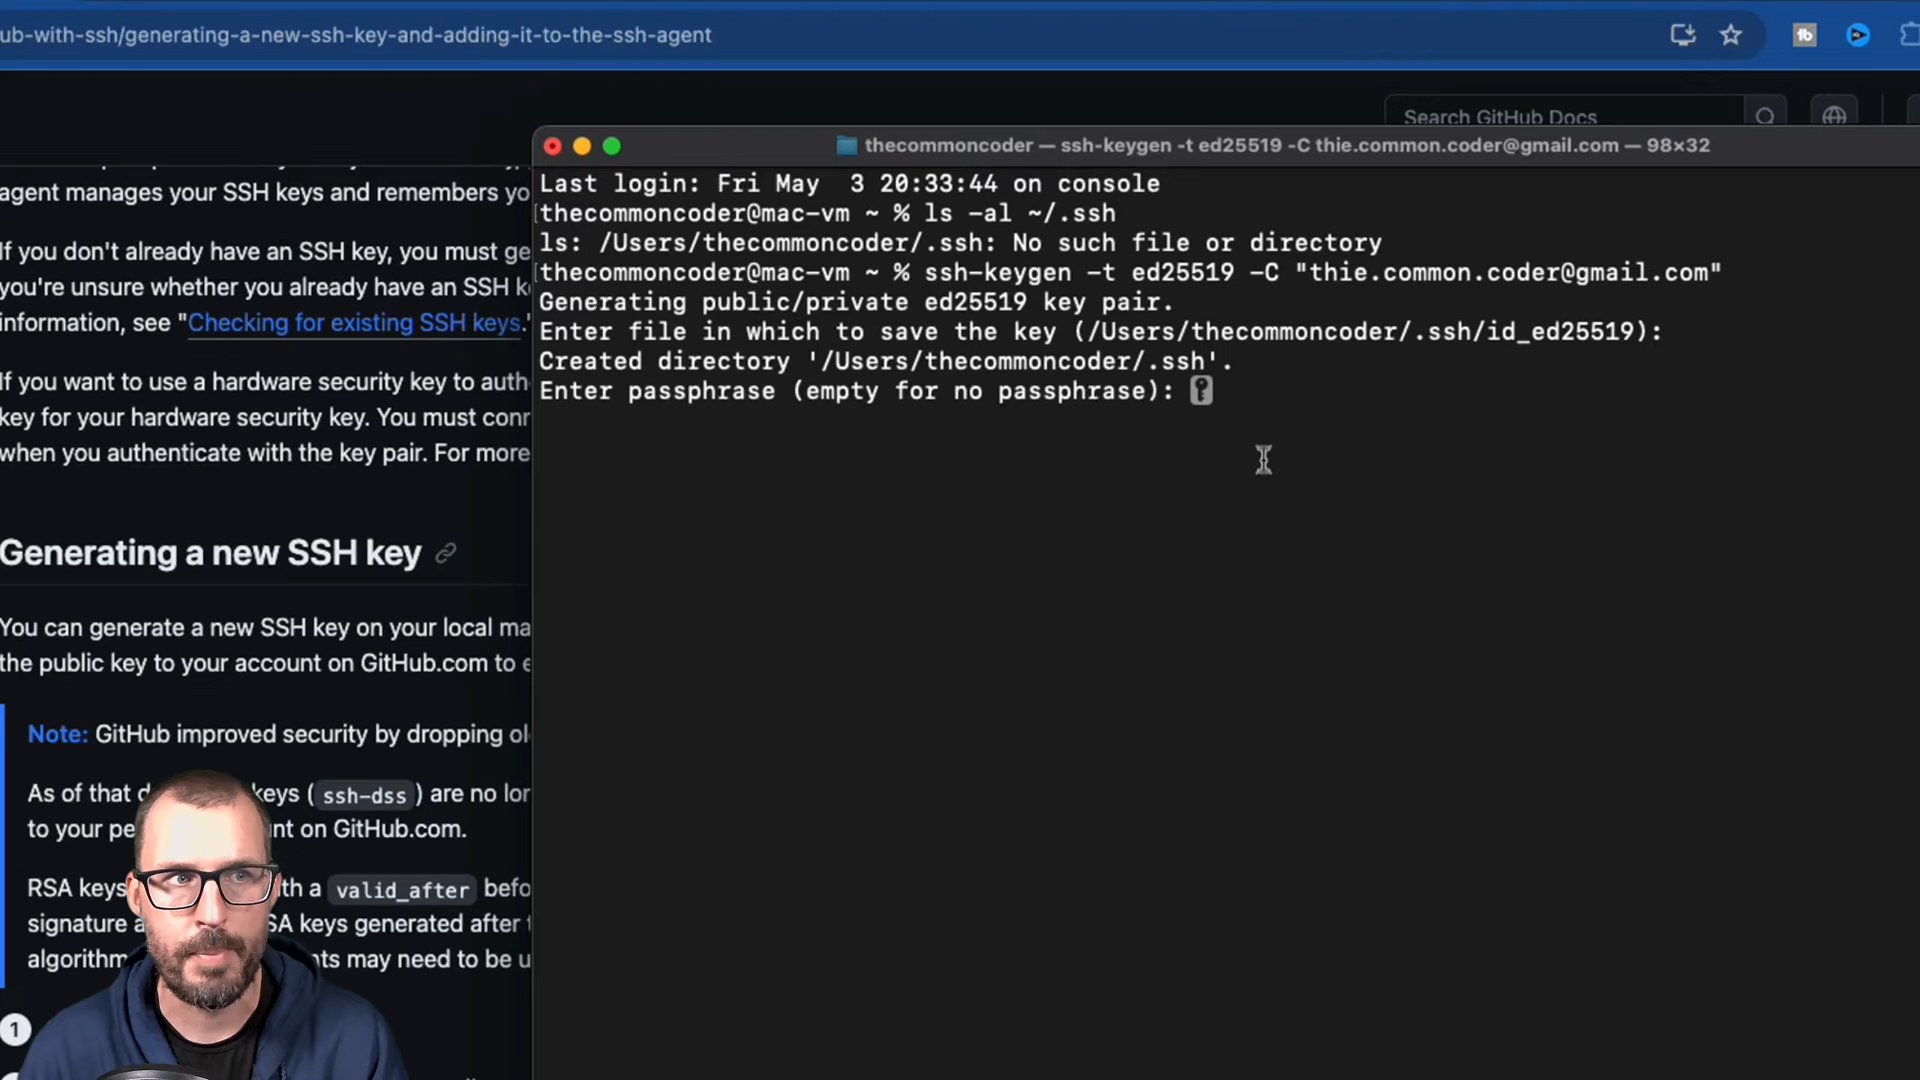 ub-with-ssh/generating-a-new-ssh-key-and-adding-it-to-the-ssh-agent
Search GitHub Docs
thecommoncoder — ssh-keygen -t ed25519 -C thie.common.coder@gmail.com — 98×32
Last login: Fri May  3 20:33:44 on console
thecommoncoder@mac-vm ~ % ls -al ~/.ssh
ls: /Users/thecommoncoder/.ssh: No such file or directory
thecommoncoder@mac-vm ~ % ssh-keygen -t ed25519 -C "thie.common.coder@gmail.com"
Generating public/private ed25519 key pair.
Enter file in which to save the key (/Users/thecommoncoder/.ssh/id_ed25519):
Created directory '/Users/thecommoncoder/.ssh'.
Enter passphrase (empty for no passphrase):
agent manages your SSH keys and remembers yo
If you don't already have an SSH key, you must ge
you're unsure whether you already have an SSH k
information, see "Checking for existing SSH keys."
If you want to use a hardware security key to auth
key for your hardware security key. You must conn
when you authenticate with the key pair. For more
Generating a new SSH key
You can generate a new SSH key on your local ma
the public key to your account on GitHub.com to e
Note: GitHub improved security by dropping ol
As of that d keys ( ssh-dss ) are no lon
to your pe nt on GitHub.com.
RSA keys th a valid_after befo
signature a SA keys generated after t
algorithm nts may need to be u
1